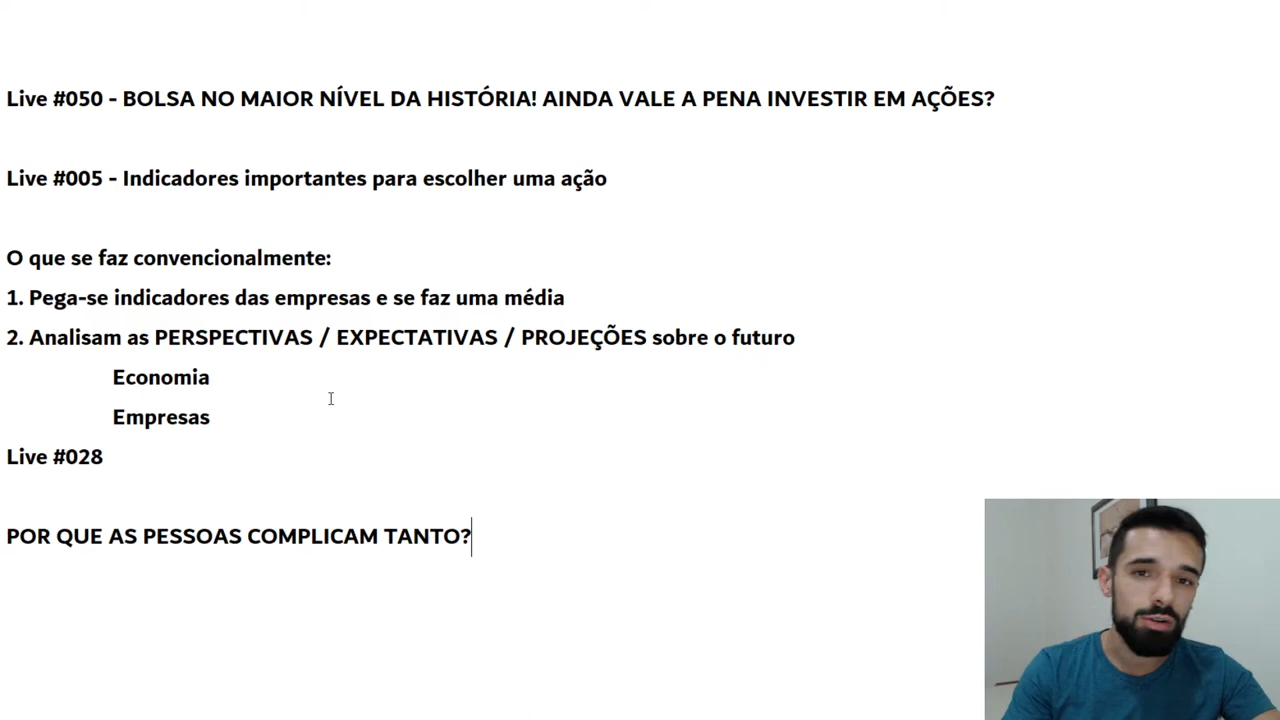 Live #050 - BOLSA NO MAIOR NÍVEL DA HISTÓRIA! AINDA VALE A PENA INVESTIR EM AÇÕES?
Live #005 - Indicadores importantes para escolher uma ação
O que se faz convencionalmente:
1. Pega-se indicadores das empresas e se faz uma média
2. Analisam as PERSPECTIVAS / EXPECTATIVAS / PROJEÇÕES sobre o futuro
Economia
Empresas
Live #028
POR QUE AS PESSOAS COMPLICAM TANTO?